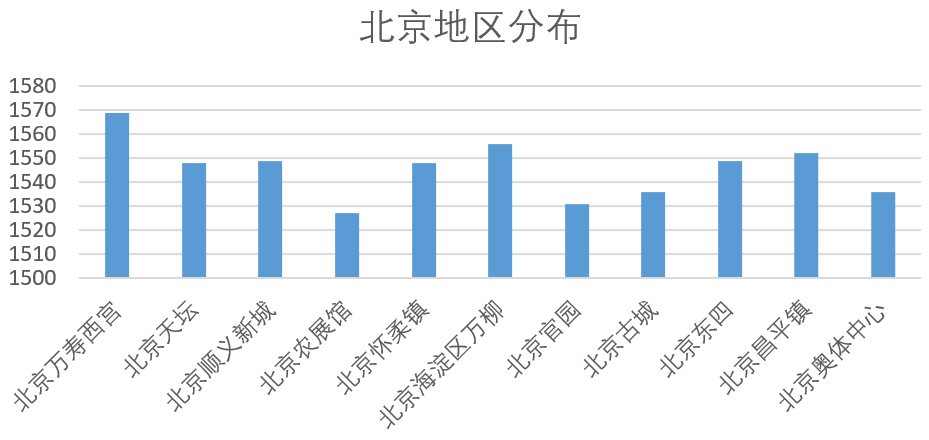 北京地区分布
1580
1570
1560
1550
1540
1530
1520
1510
1500
北京万寿西宫
北京天坛
北京顺义新城
北京农展馆
北京怀柔镇
北京海淀区万柳
北京官园
北京古城
北京东四
北京昌平镇
北京奥体中心